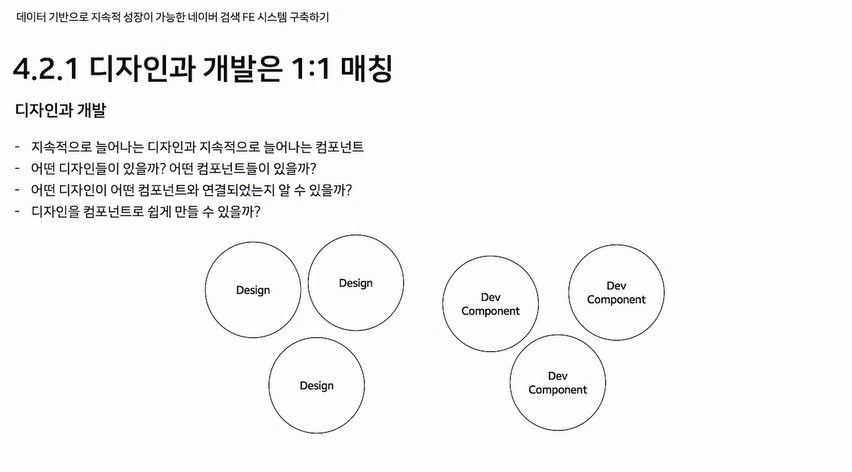 데이터 기반으로 지속적 성장이 가능한 네이버 검색 FE 시스템 구축하기
4.2.1 디자인과 개발은 1:1 매칭
디자인과 개발
- 지속적으로 늘어나는 디자인과 지속적으로 늘어나는 컴포넌트
- 어떤 디자인들이 있을까? 어떤 컴포넌트들이 있을까?
- 어떤 디자인이 어떤 컴포넌트와 연결되었는지 알 수 있을까?
- 디자인을 컴포넌트로 쉽게 만들 수 있을까?
Design
Design
Design
Dev
Component
Dev
Component
Dev
Component